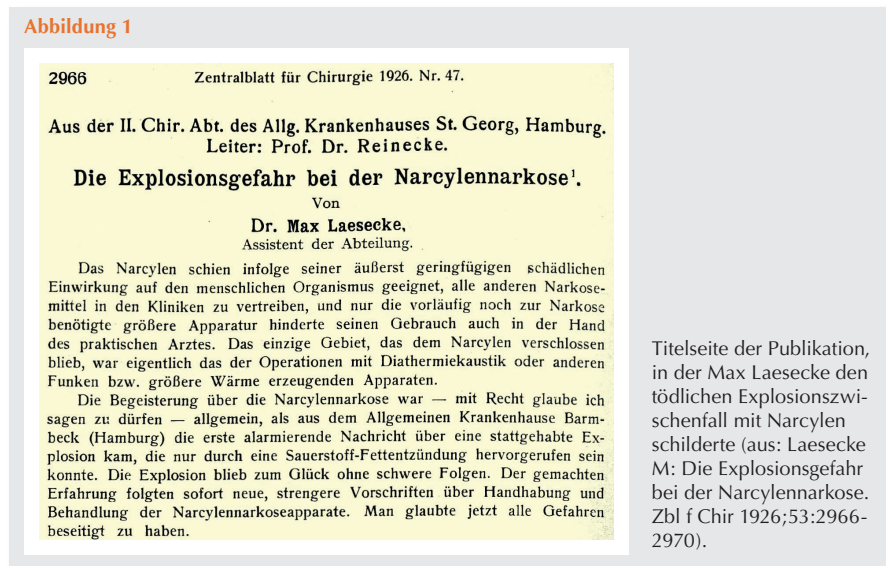 Abbildung 1
2966 Zentralblatt für Chirurgie 1926. Nr. 47.
Aus der II. Chir. Abt. des Allg. Krankenhauses St. Georg, Hamburg.
Leiter: Prof. Dr. Reinecke.
Die Explosionsgefahr bei der Narcylennarkose¹.
Von
Dr. Max Laesecke,
Assistent der Abteilung.
Das Narcylen schien infolge seiner äußerst geringfügigen schädlichen
Einwirkung auf den menschlichen Organismus geeignet, alle anderen Narkose-
mittel in den Kliniken zu vertreiben, und nur die vorläufig noch zur Narkose
benötigte größere Apparatur hinderte seinen Gebrauch auch in der Hand
des praktischen Arztes. Das einzige Gebiet, das dem Narcylen verschlossen
blieb, war eigentlich das der Operationen mit Diathermiekaustik oder anderen
Funken bzw. größere Wärme erzeugenden Apparaten.
Die Begeisterung über die Narcylennarkose war — mit Recht glaube ich
sagen zu dürfen — allgemein, als aus dem Allgemeinen Krankenhause Barm-
beck (Hamburg) die erste alarmierende Nachricht über eine stattgehabte Ex-
plosion kam, die nur durch eine Sauerstoff-Fettentzündung hervorgerufen sein
konnte. Die Explosion blieb zum Glück ohne schwere Folgen. Der gemachten
Erfahrung folgten sofort neue, strengere Vorschriften über Handhabung und
Behandlung der Narcylennarkoseapparate. Man glaubte jetzt alle Gefahren
beseitigt zu haben.
Titelseite der Publikation,
in der Max Laesecke den
tödlichen Explosionszwi-
schenfall mit Narcylen
schilderte (aus: Laesecke
M: Die Explosionsgefahr
bei der Narcylennarkose.
Zbl f Chir 1926;53:2966-
2970).